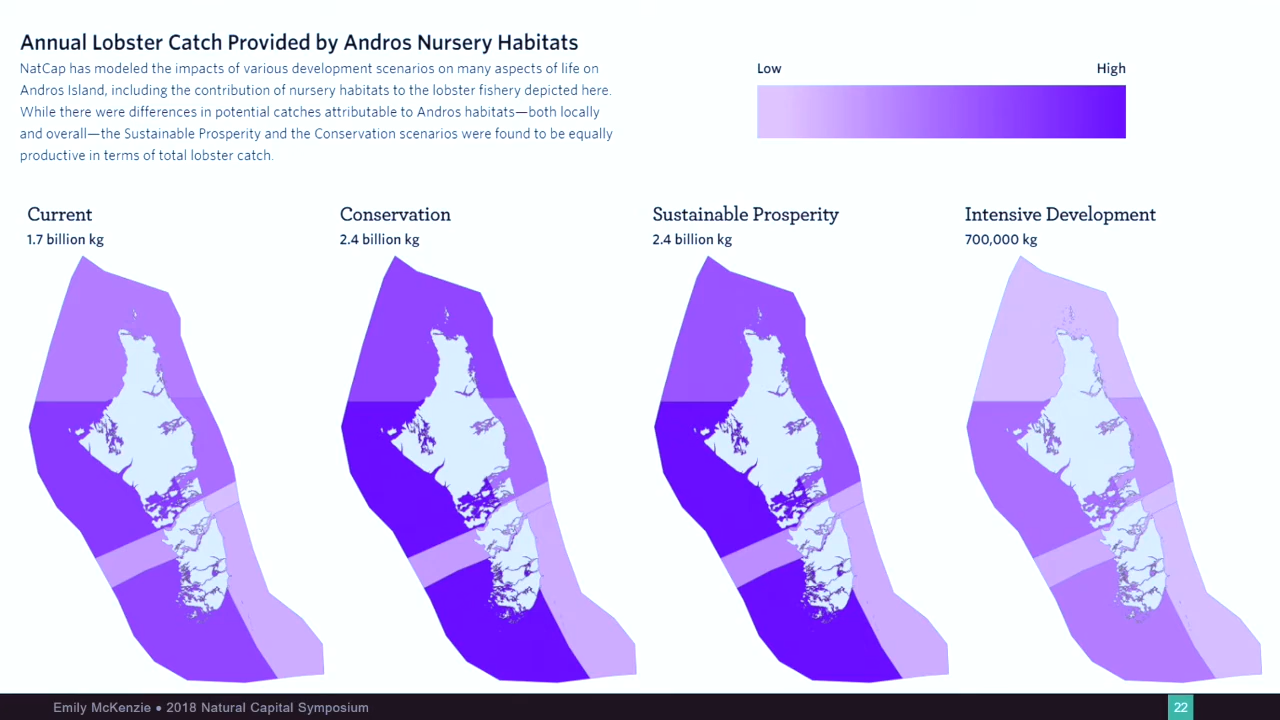 Annual Lobster Catch Provided by Andros Nursery Habitats
NatCap has modeled the impacts of various development scenarios on many aspects of life on
Andros Island, including the contribution of nursery habitats to the lobster fishery depicted here.
While there were differences in potential catches attributable to Andros habitats—both locally
and overall—the Sustainable Prosperity and the Conservation scenarios were found to be equally
productive in terms of total lobster catch.
Low High
Current Conservation Sustainable Prosperity Intensive Development
1.7 billion kg 2.4 billion kg 2.4 billion kg 700,000 kg
Emily McKenzie ● 2018 Natural Capital Symposium 22